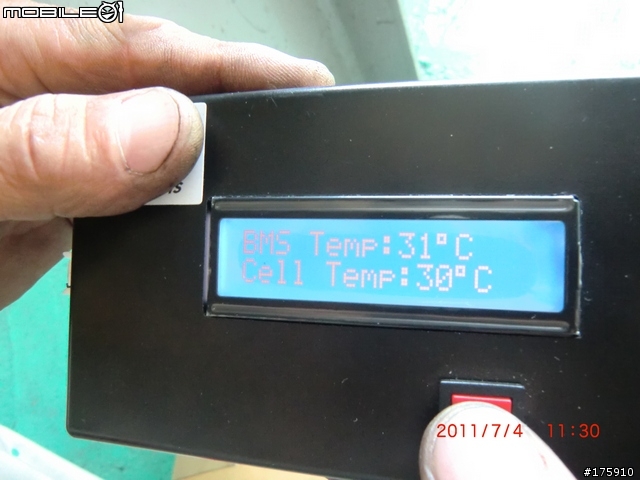 MOBILE01
BMS Temp:31°C
Cell Temp:30°C
2011/7/4 11:30
#175910